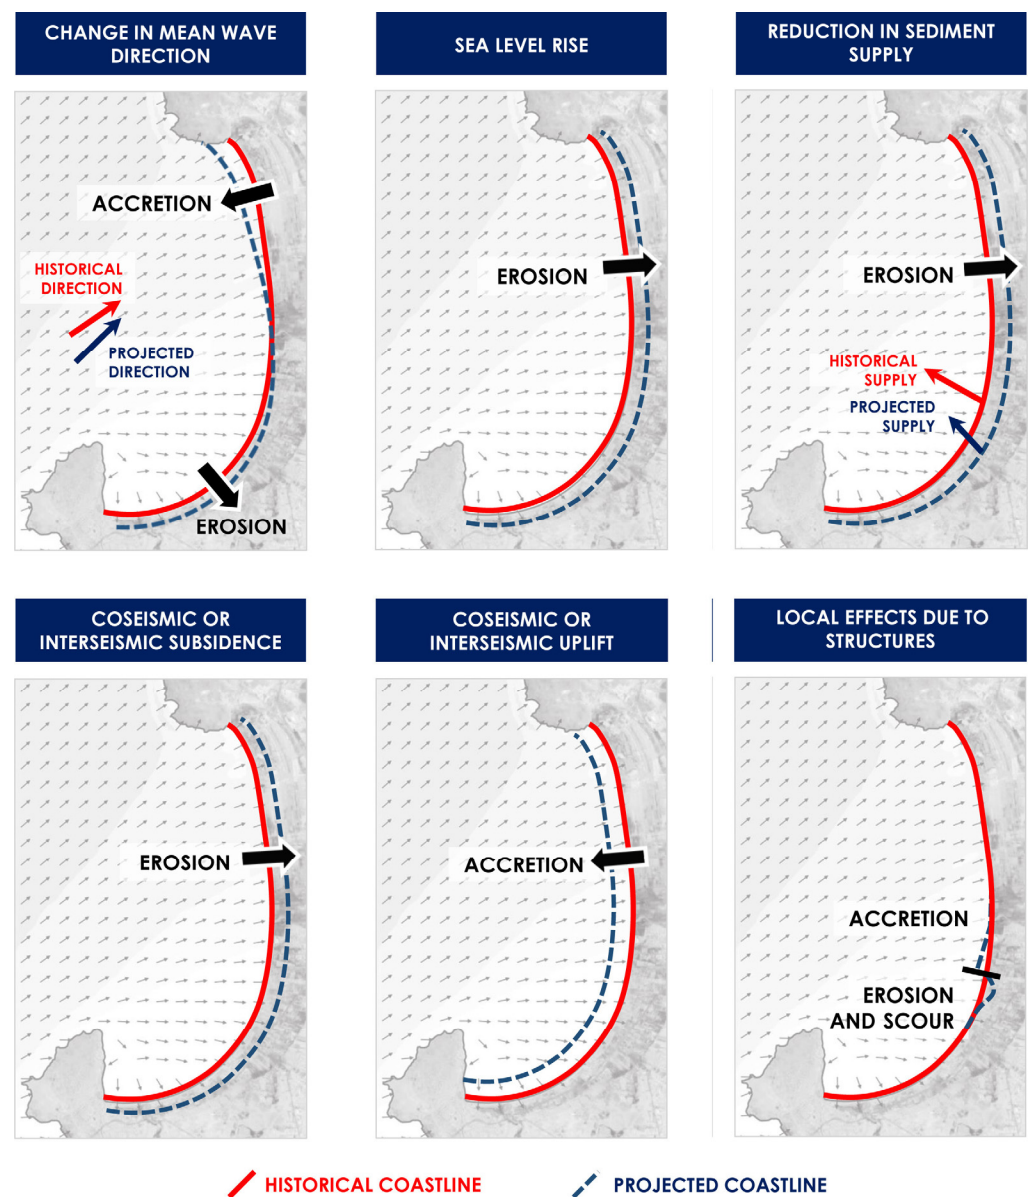 CHANGE IN MEAN WAVE
DIRECTION
ACCRETION
HISTORICAL
DIRECTION
PROJECTED
DIRECTION
EROSION
SEA LEVEL RISE
EROSION
REDUCTION IN SEDIMENT
SUPPLY
EROSION
HISTORICAL
SUPPLY
PROJECTED
SUPPLY
COSEISMIC OR
INTERSEISMIC SUBSIDENCE
EROSION
COSEISMIC OR
INTERSEISMIC UPLIFT
ACCRETION
LOCAL EFFECTS DUE TO
STRUCTURES
ACCRETION
EROSION
AND SCOUR
HISTORICAL COASTLINE
PROJECTED COASTLINE